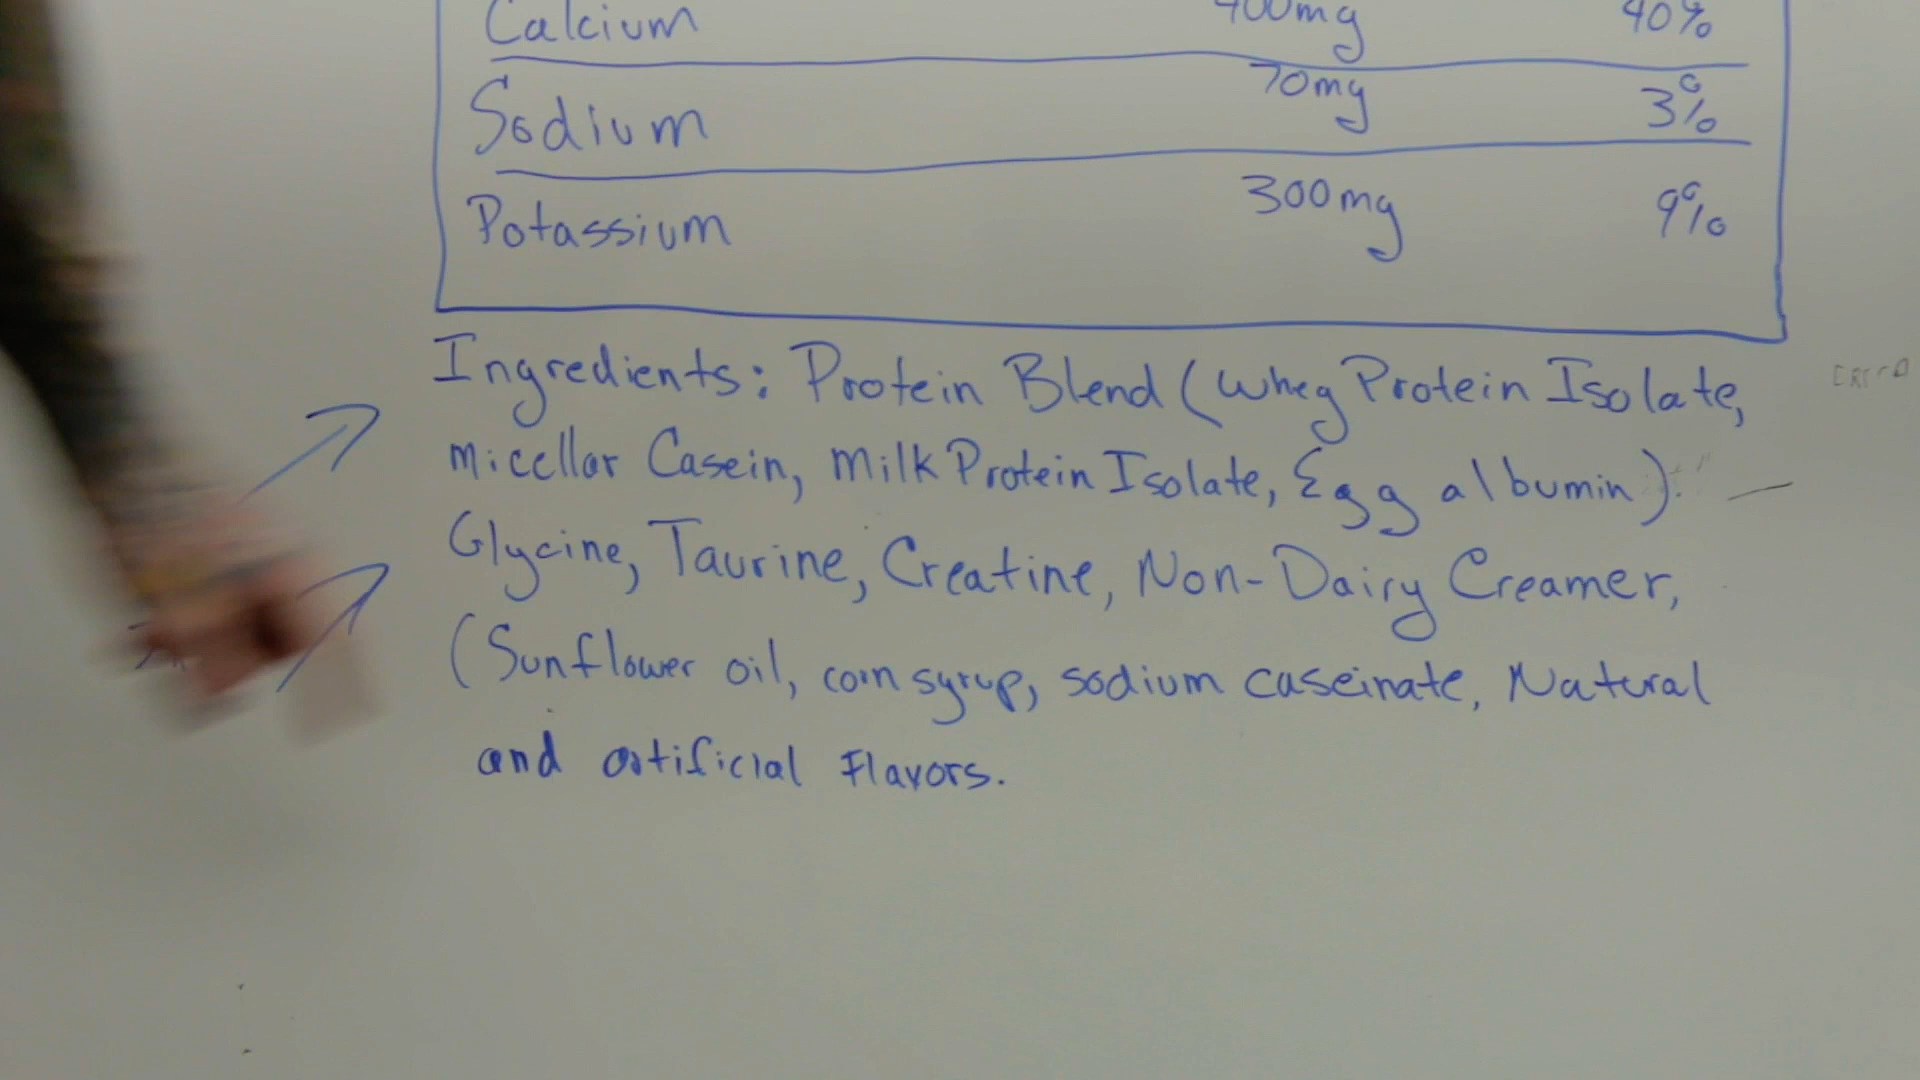 Calcium 400mg 40%
Sodium 70mg 3%
Potassium 300mg 9%
Ingredients: Protein Blend (Whey Protein Isolate,
Micellar Casein, Milk Protein Isolate, Egg albumin).
Glycine, Taurine, Creatine, Non-Dairy Creamer,
(Sunflower oil, corn syrup, sodium caseinate, Natural
and artificial Flavors.